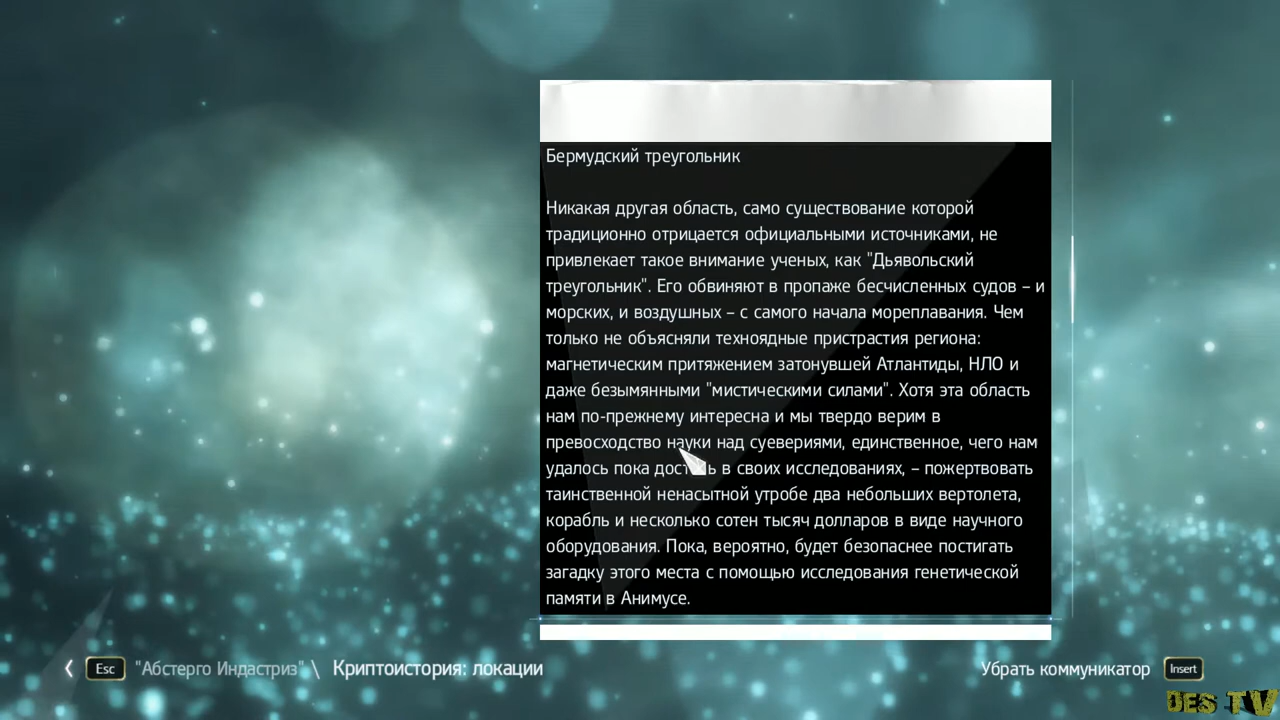 Бермудский треугольник
Никакая другая область, само существование которой
традиционно отрицается официальными источниками, не
привлекает такое внимание ученых, как "Дьявольский
треугольник". Его обвиняют в пропаже бесчисленных судов – и
морских, и воздушных – с самого начала мореплавания. Чем
только не объясняли техноядные пристрастия региона:
магнетическим притяжением затонувшей Атлантиды, НЛО и
даже безымянными "мистическими силами". Хотя эта область
нам по-прежнему интересна и мы твердо верим в
превосходство науки над суевериями, единственное, чего нам
удалось пока в своих исследованиях, – пожертвовать
таинственной ненасытной утробе два небольших вертолета,
корабль и несколько сотен тысяч долларов в виде научного
оборудования. Пока, вероятно, будет безопаснее постигать
загадку этого места с помощью исследования генетической
памяти в Анимусе.
Esc "Абстерго Индастриз" \ Криптоистория: локации
Убрать коммуникатор Insert
DES TV